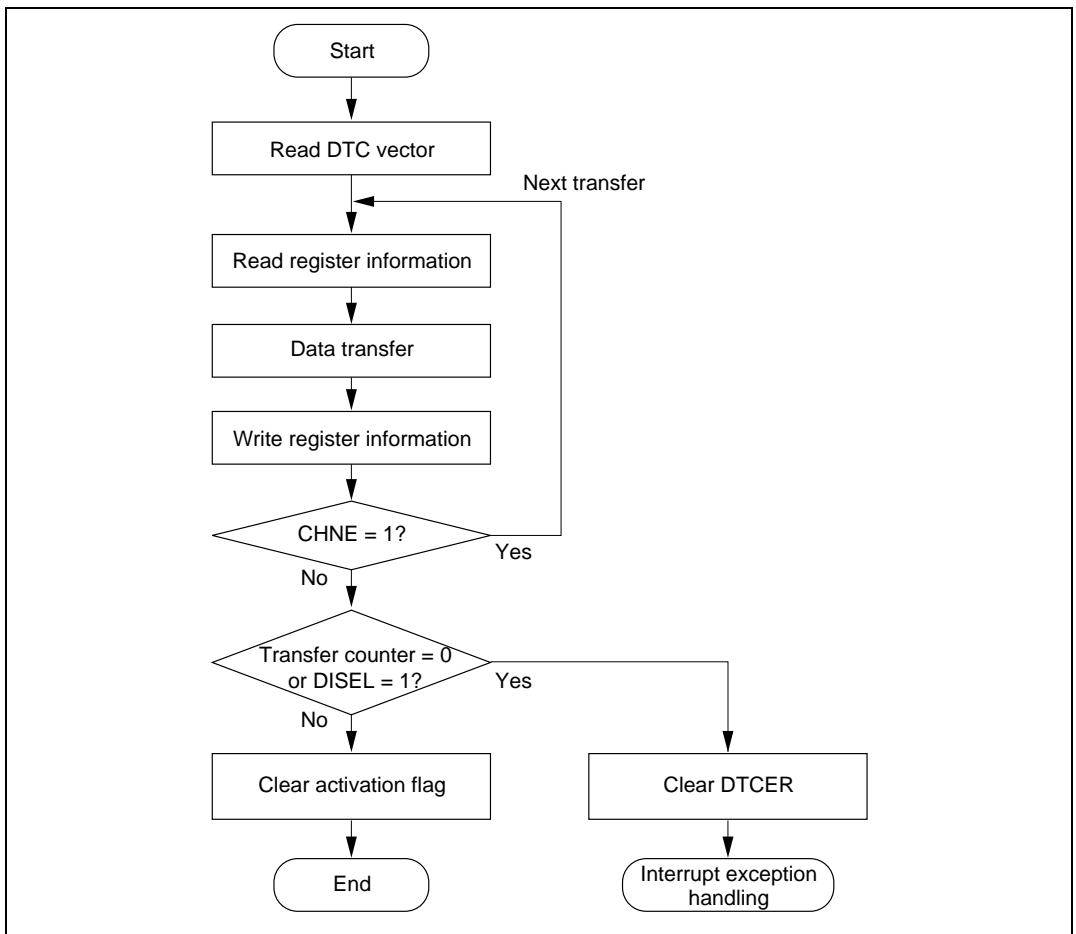 Start
Read DTC vector
Next transfer
Read register information
Data transfer
Write register information
CHNE = 1?
Yes
No
Transfer counter = 0
or DISEL = 1?
Yes
No
Clear activation flag
Clear DTCER
End
Interrupt exception
handling